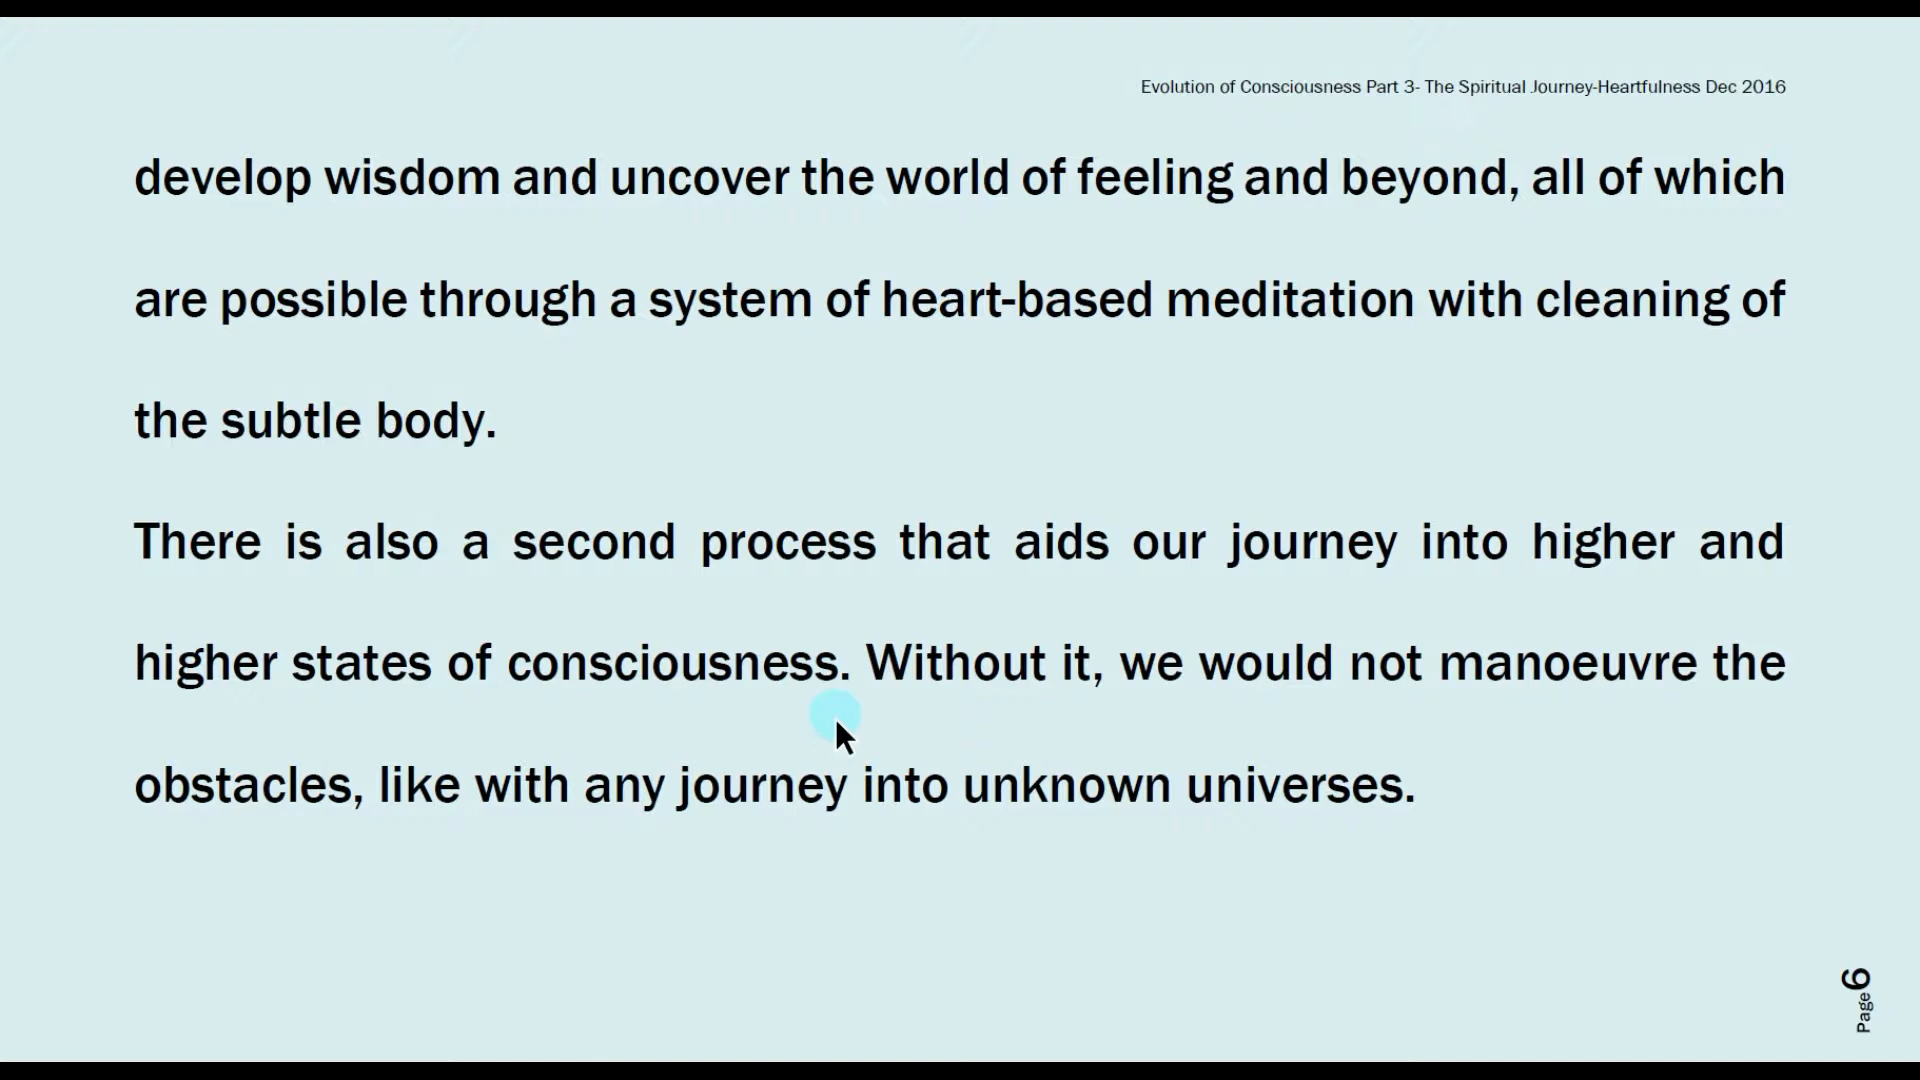 Evolution of Consciousness Part 3- The Spiritual Journey-Heartfulness Dec 2016
develop wisdom and uncover the world of feeling and beyond, all of which
are possible through a system of heart-based meditation with cleaning of
the subtle body.
There is also a second process that aids our journey into higher and
higher states of consciousness. Without it, we would not manoeuvre the
obstacles, like with any journey into unknown universes.
Page 6